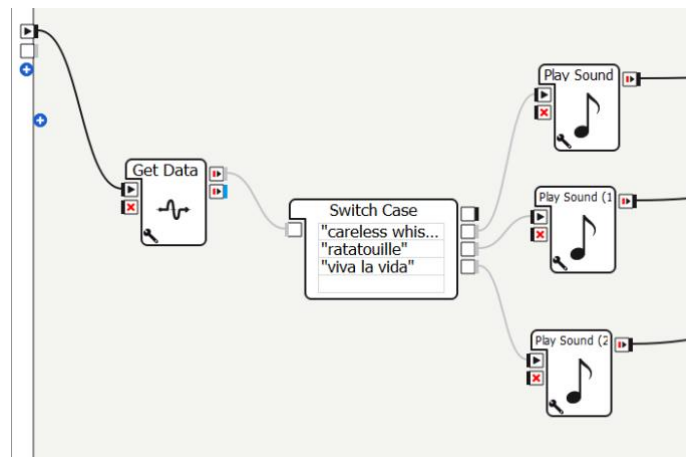 Play Sound
Get Data
Play Sound (1
Switch Case
"careless whis...
"ratatouille"
"viva la vida"
Play Sound (2